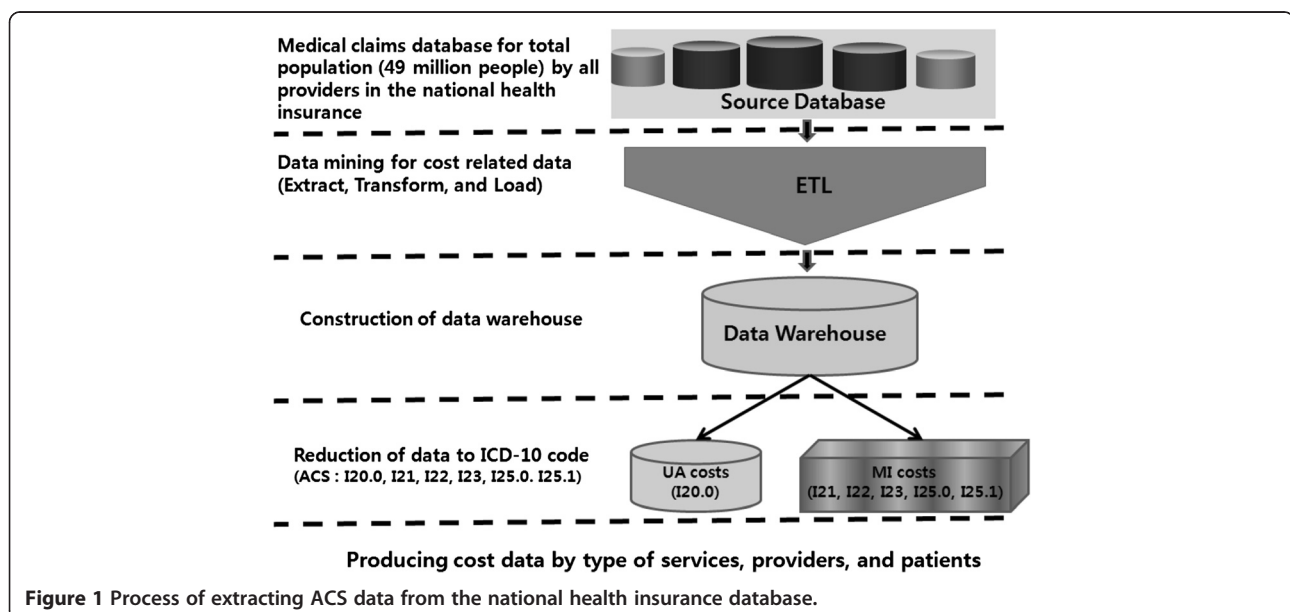 Medical claims database for total
population (49 million people) by all
providers in the national health
insurance
Source Database
Data mining for cost related data
(Extract, Transform, and Load)
ETL
Construction of data warehouse
Data Warehouse
Reduction of data to ICD-10 code
(ACS : I20.0, I21, I22, I23, I25.0. I25.1)
UA costs
(I20.0)
MI costs
(I21, I22, I23, I25.0, I25.1)
Producing cost data by type of services, providers, and patients
Figure 1 Process of extracting ACS data from the national health insurance database.